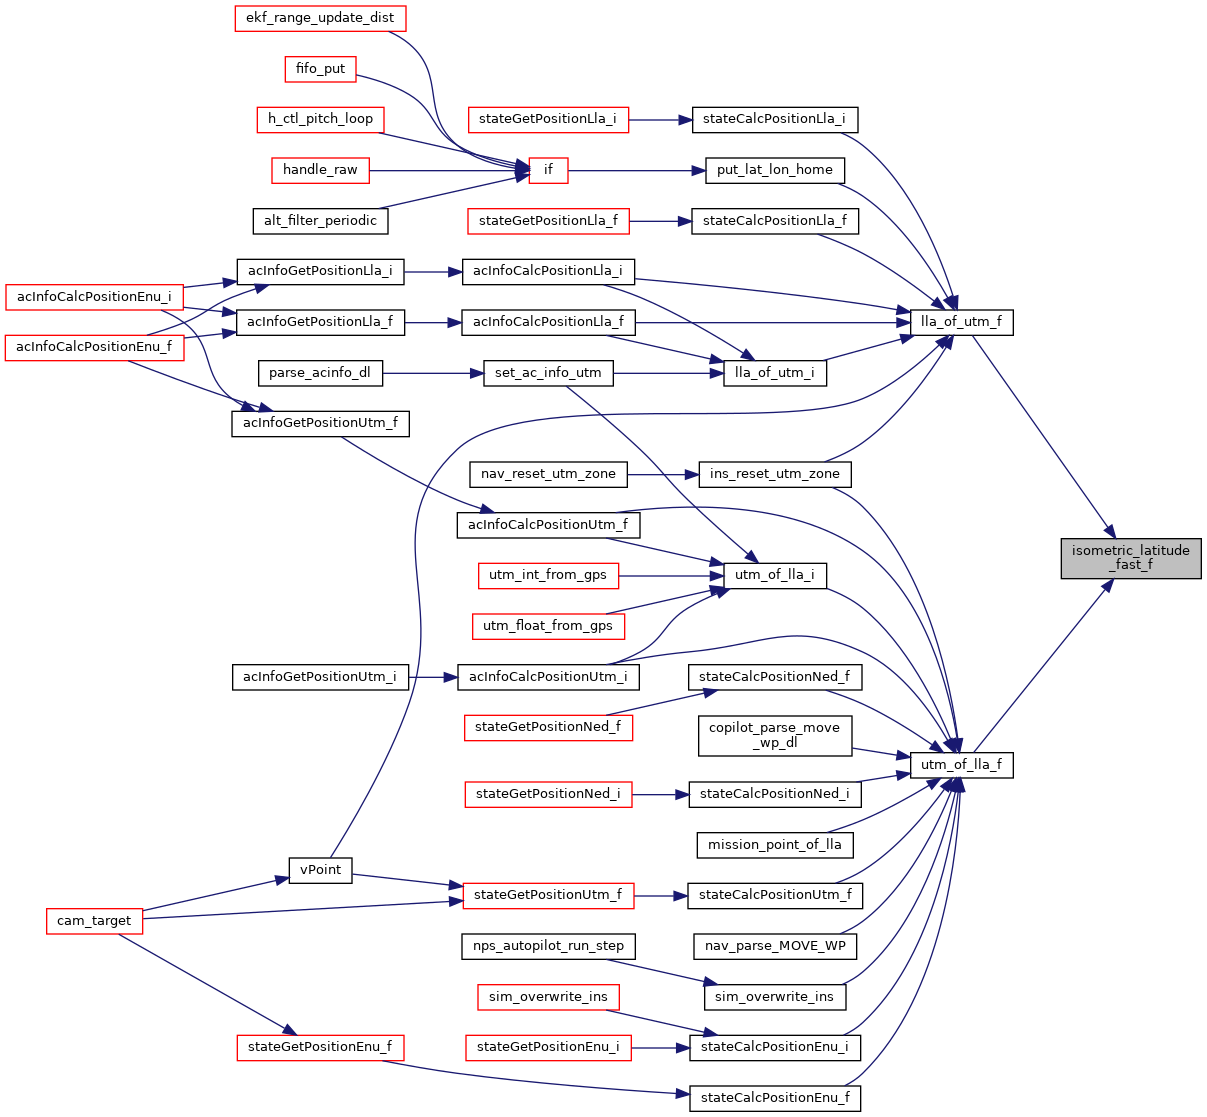 ekf_range_update_dist
fifo_put
h_ctl_pitch_loop
stateGetPositionLla_i
stateCalcPositionLla_i
handle_raw
if
put_lat_lon_home
alt_filter_periodic
stateGetPositionLla_f
stateCalcPositionLla_f
acInfoGetPositionLla_i
acInfoCalcPositionLla_i
acInfoCalcPositionEnu_i
acInfoGetPositionLla_f
acInfoCalcPositionLla_f
lla_of_utm_f
acInfoCalcPositionEnu_f
parse_acinfo_dl
set_ac_info_utm
lla_of_utm_i
acInfoGetPositionUtm_f
nav_reset_utm_zone
ins_reset_utm_zone
acInfoCalcPositionUtm_f
isometric_latitude
_fast_f
utm_int_from_gps
utm_of_lla_i
utm_float_from_gps
acInfoGetPositionUtm_i
acInfoCalcPositionUtm_i
stateCalcPositionNed_f
stateGetPositionNed_f
copilot_parse_move
_wp_dl
utm_of_lla_f
stateGetPositionNed_i
stateCalcPositionNed_i
mission_point_of_lla
vPoint
stateGetPositionUtm_f
stateCalcPositionUtm_f
cam_target
nps_autopilot_run_step
nav_parse_MOVE_WP
sim_overwrite_ins
sim_overwrite_ins
stateGetPositionEnu_f
stateGetPositionEnu_i
stateCalcPositionEnu_i
stateCalcPositionEnu_f